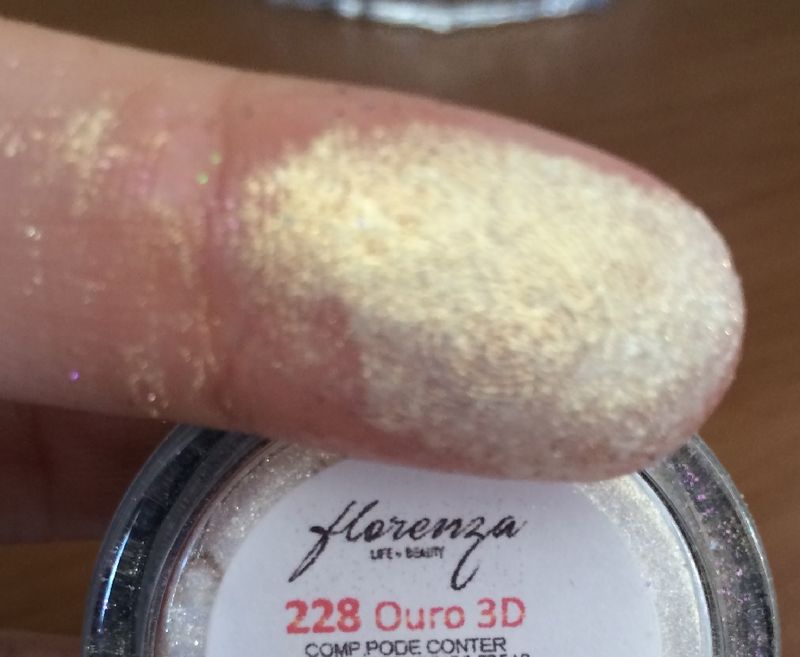 florenza
LIFE + BEAUTY
228 Ouro 3D
COMP.PODE CONTER